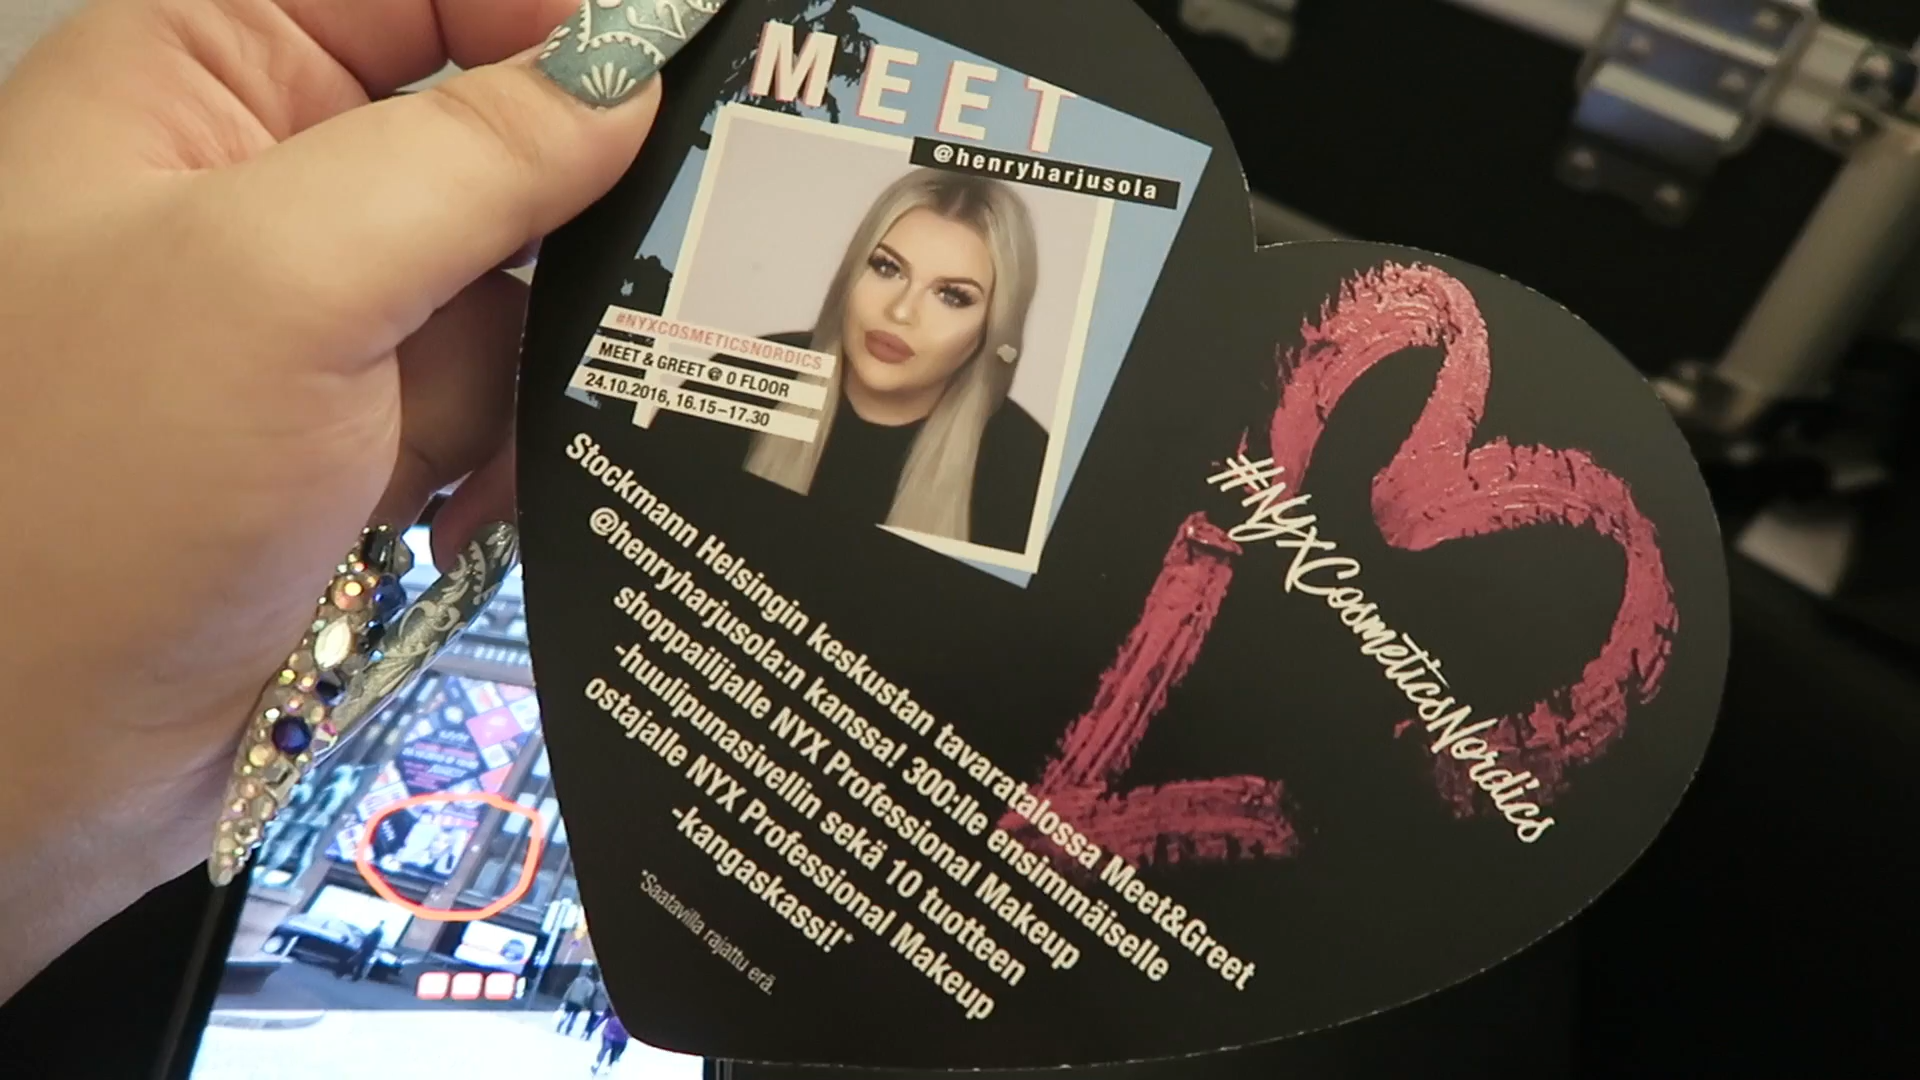 MEET
@henryharjusola
#NYXCOSMETICSNORDICS
MEET & GREET @ 0 FLOOR
24.10.2016, 16.15–17.30
Stockmann Helsingin keskustan tavaratalossa Meet&Greet
@henryharjusola:n kanssa! 300:lle ensimmäiselle
shoppailijalle NYX Professional Makeup
-huulipunasivellin sekä 10 tuotteen
ostajalle NYX Professional Makeup
-kangaskassi!*
*Saatavilla rajattu erä.
#NYXCosmeticsNordics